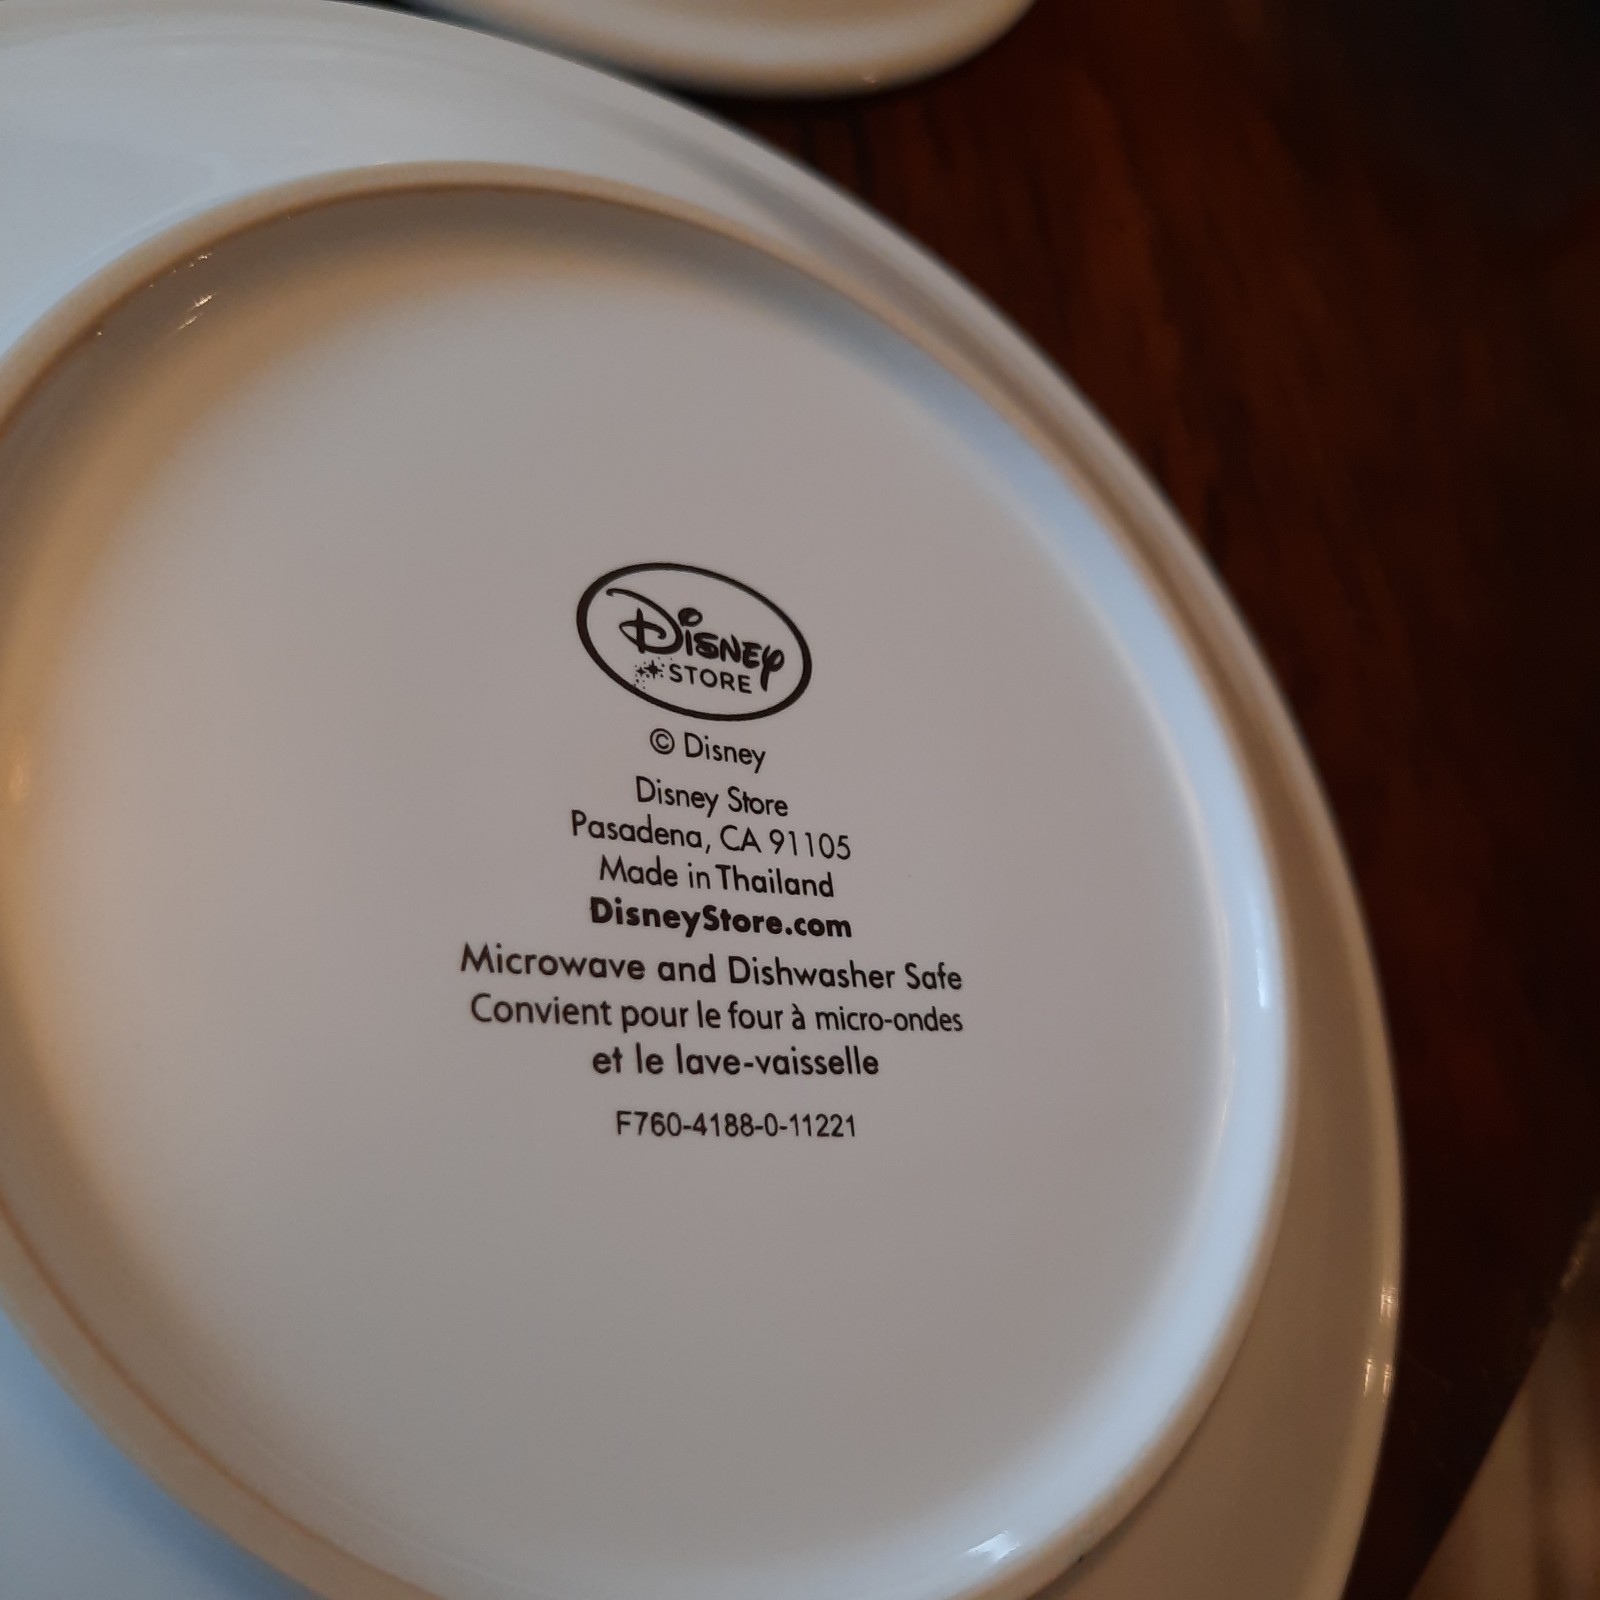 Disney
STORE
© Disney
Disney Store
Pasadena, CA 91105
Made in Thailand
DisneyStore.com
Microwave and Dishwasher Safe
Convient pour le four à micro-ondes
et le lave-vaisselle
F760-4188-0-11221